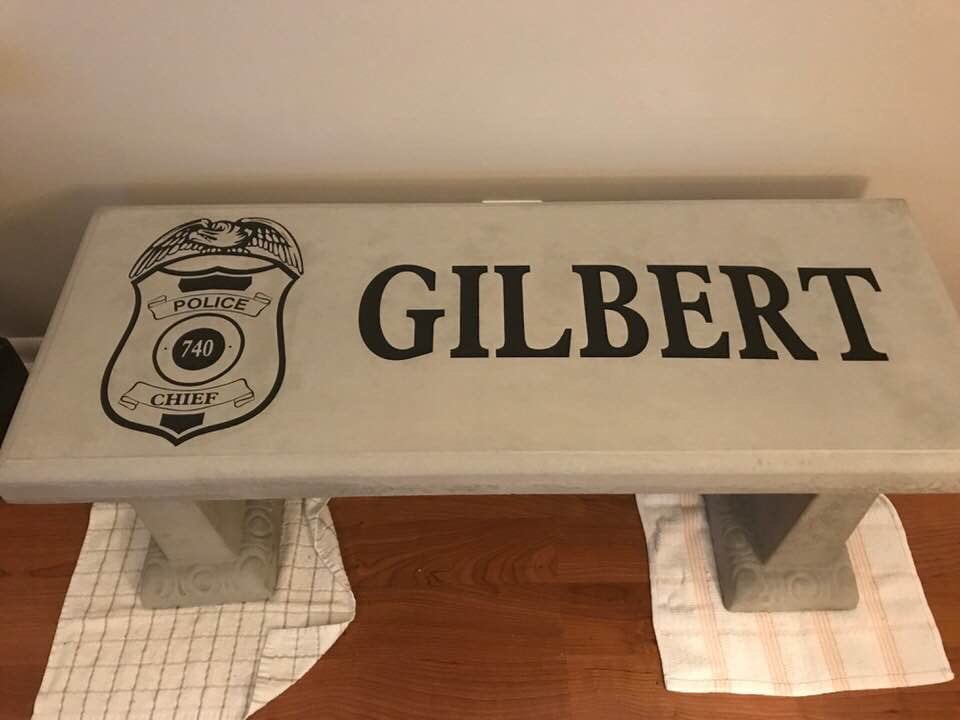 POLICE
740
CHIEF
GILBERT